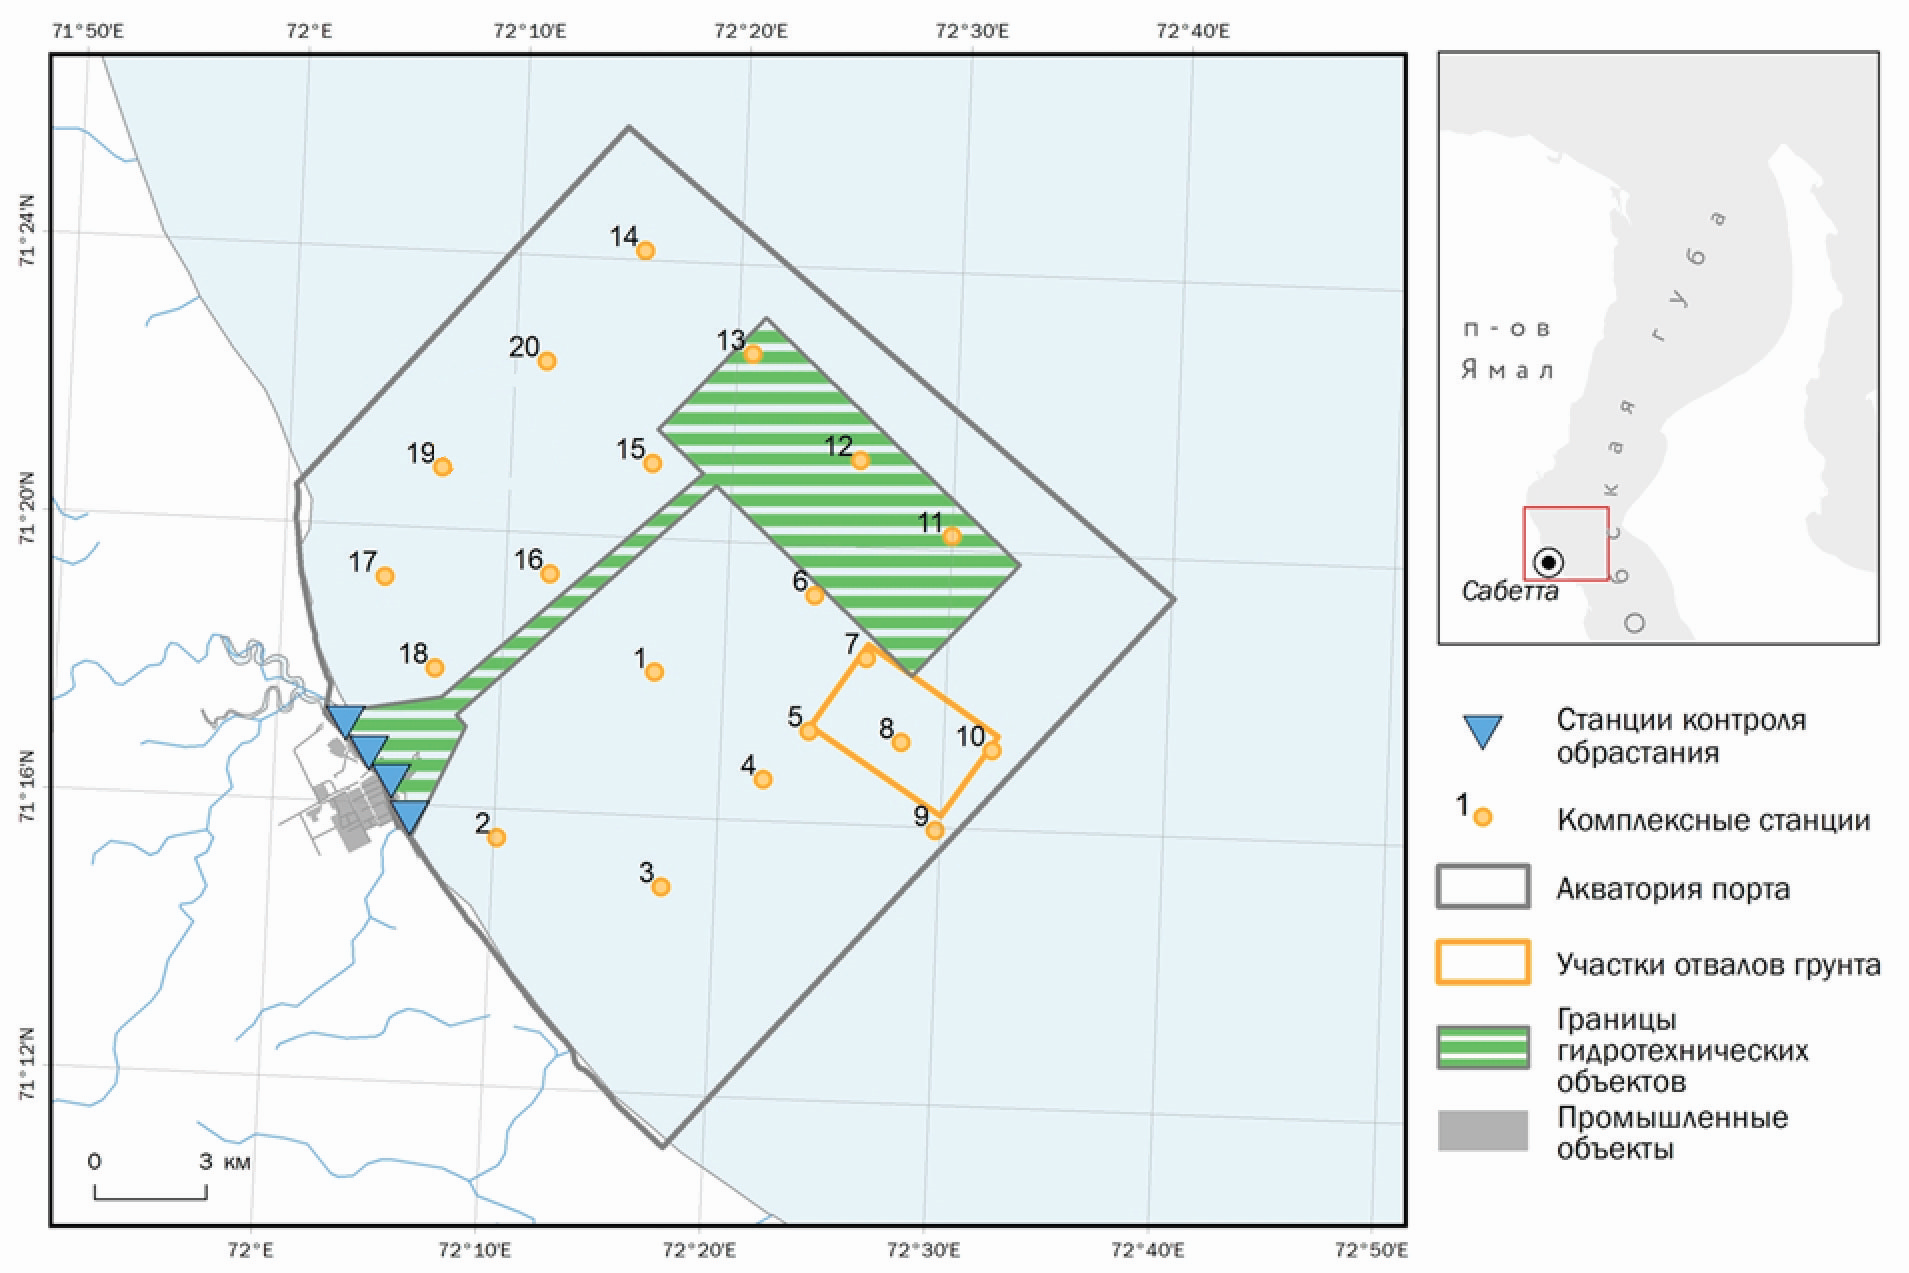 71°50'E 72°E 72°10'E 72°20'E 72°30'E 72°40'E
71°24'N
71°20'N
71°16'N
71°12'N
14
13
20
12
15
19
11
16
17
6
7
18
1
5
8
10
4
9
2
3
0 3 км
72°E 72°10'E 72°20'E 72°30'E 72°40'E 72°50'E
п-ов
Ямал
Обская губа
Сабетта
Станции контроля
обрастания
1
Комплексные станции
Акватория порта
Участки отвалов грунта
Границы
гидротехнических
объектов
Промышленные
объекты